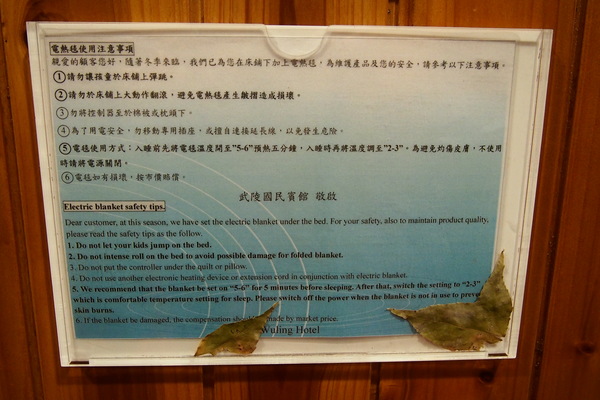 電熱毯使用注意事項
親愛的顧客您好，隨著冬季來臨，我們已為您在床舖下加上電熱毯，為維護產品及您的安全，請參考以下注意事項。
①請勿讓孩童於床舖上彈跳。
②請勿於床舖上大動作翻滾，避免電熱毯產生皺摺造成損壞。
③勿將控制器至於棉被或枕頭下。
④為了用電安全，勿移動專用插座，或擅自連接延長線，以免發生危險。
⑤電毯使用方式：入睡前先將電毯溫度開至"5-6"預熱五分鐘，入睡時再將溫度調至"2-3"。為避免灼傷皮膚，不使用
時請將電源關閉。
⑥電毯如有損壞，按市價賠償。
武陵國民賓館 敬啟
Electric blanket safety tips.
Dear customer, at this season, we have set the electric blanket under the bed. For your safety, also to maintain product quality,
please read the safety tips as the follow.
1. Do not let your kids jump on the bed.
2. Do not intense roll on the bed to avoid possible damage for folded blanket.
3. Do not put the controller under the quilt or pillow.
4. Do not use another electronic heating device or extension cord in conjunction with electric blanket.
5. We recommend that the blanket be set on "5-6" for 5 minutes before sleeping. After that, switch the setting to "2-3"
which is comfortable temperature setting for sleep. Please switch off the power when the blanket is not in use to
skin burns.
6. If the blanket be damaged, the compensation made by market price.
Wuling Hotel